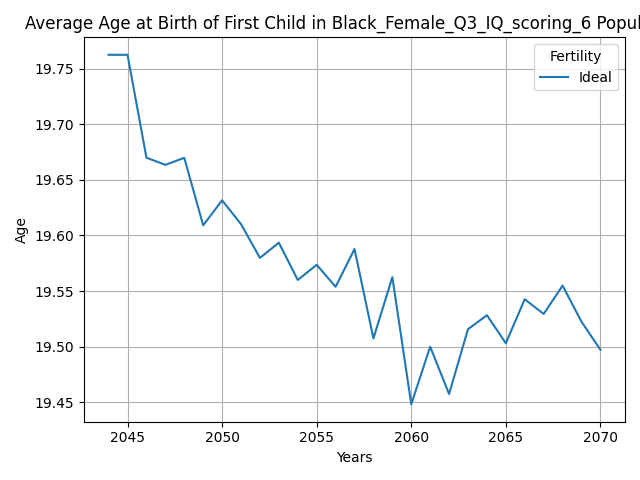 Average Age at Birth of First Child in Black_Female_Q3_IQ_scoring_6 Popul
Fertility
Ideal
19.75
19.70
19.65
19.60
19.55
19.50
19.45
Age
2045 2050 2055 2060 2065 2070
Years